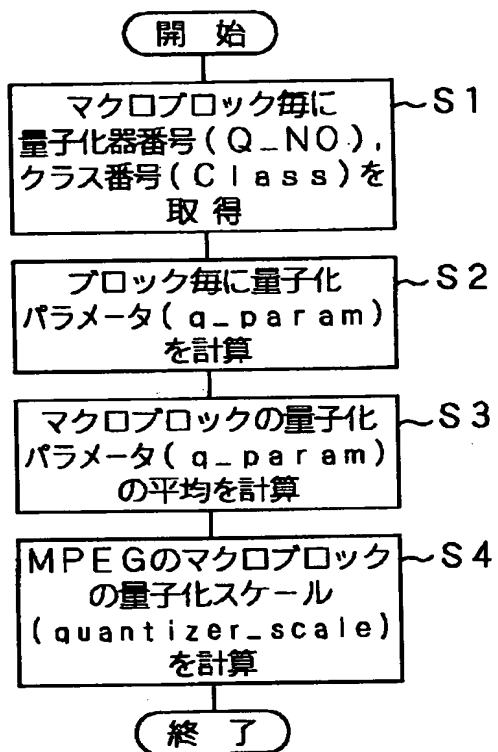 開 始
マクロブロック毎に
量子化器番号(Q_NO),
クラス番号(Class)を
取 得
~S1
ブロック毎に量子化
パラメータ(q_param)
を計算
~S2
マクロブロックの量子化
パラメータ(q_param)
の平均を計算
~S3
MPEGのマクロブロック
の量子化スケール
(quantizer_scale)
を計算
~S4
終 了